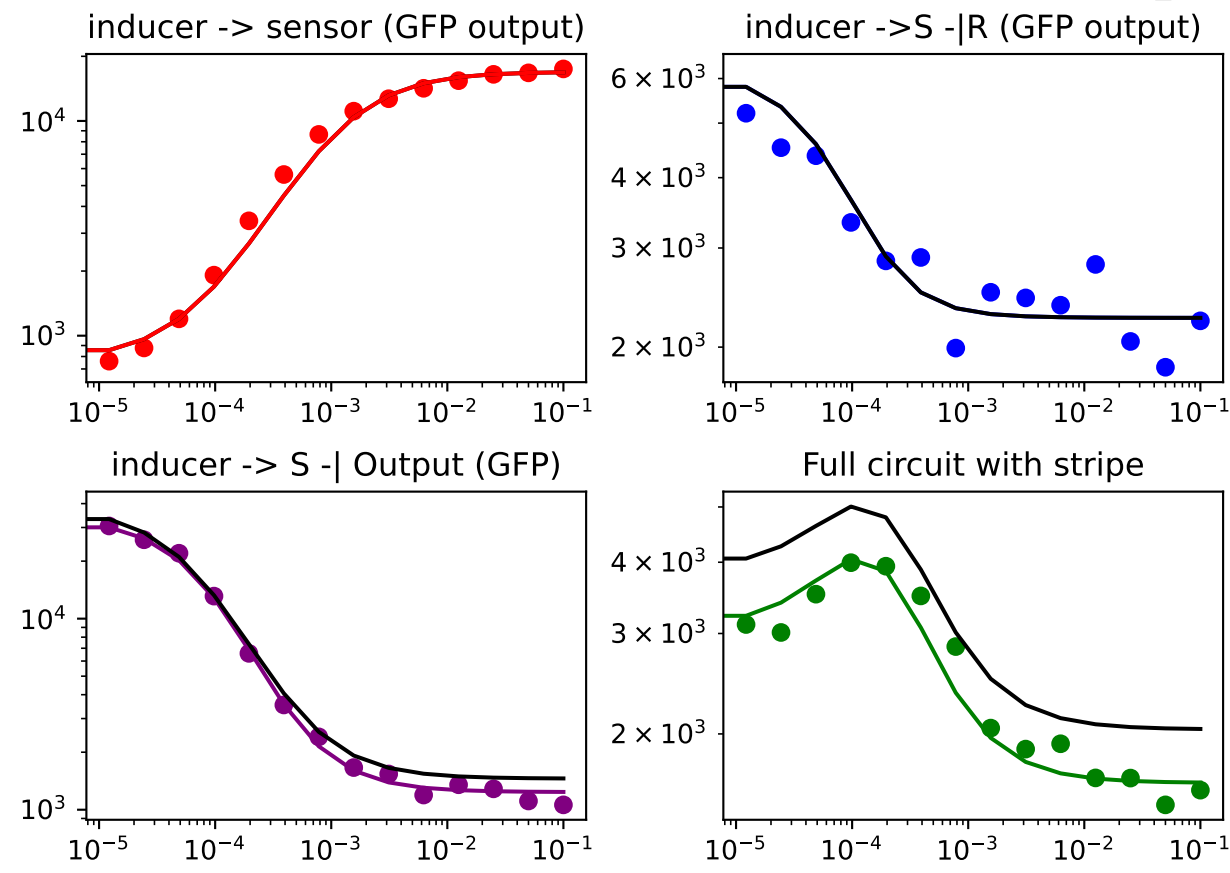 inducer -> sensor (GFP output)
inducer ->S -|R (GFP output)
10⁴
10³
10⁻⁵ 10⁻⁴ 10⁻³ 10⁻² 10⁻¹
6 × 10³
4 × 10³
3 × 10³
2 × 10³
10⁻⁵ 10⁻⁴ 10⁻³ 10⁻² 10⁻¹
inducer -> S -| Output (GFP)
Full circuit with stripe
10⁴
10³
10⁻⁵ 10⁻⁴ 10⁻³ 10⁻² 10⁻¹
4 × 10³
3 × 10³
2 × 10³
10⁻⁵ 10⁻⁴ 10⁻³ 10⁻² 10⁻¹